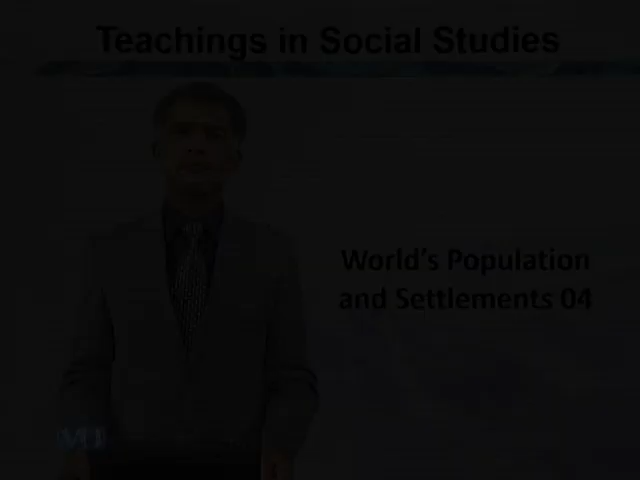 Teachings in Social Studies
World's Population
and Settlements 04